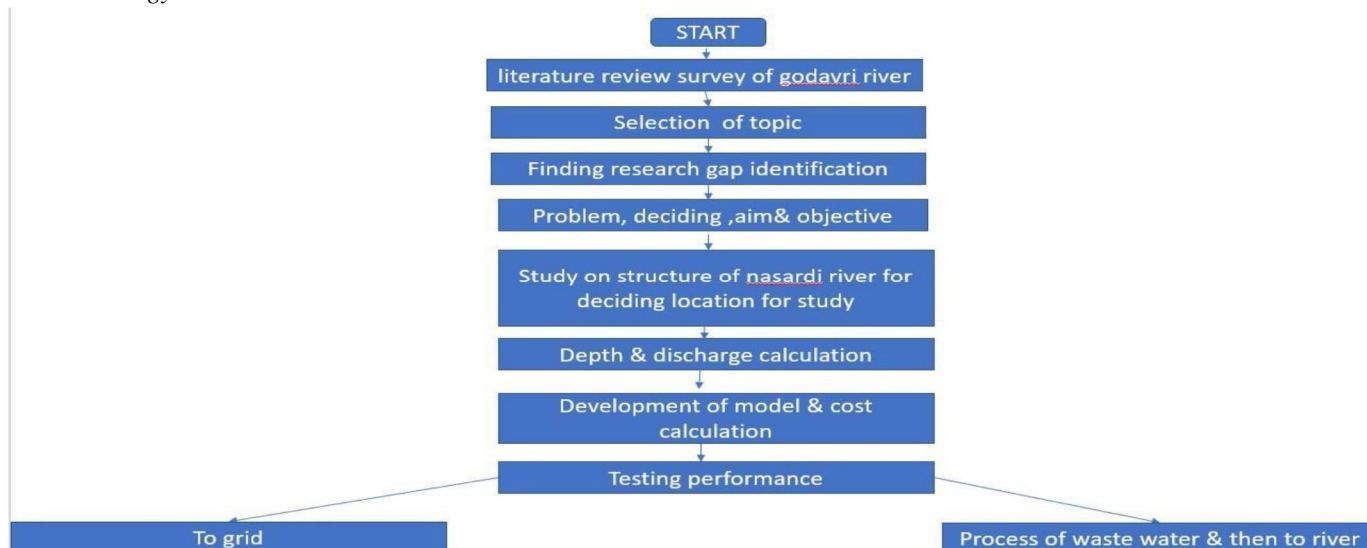 START
literature review survey of godavri river
Selection of topic
Finding research gap identification
Problem, deciding ,aim& objective
Study on structure of nasardi river for
deciding location for study
Depth & discharge calculation
Development of model & cost
calculation
Testing performance
To grid
Process of waste water & then to river